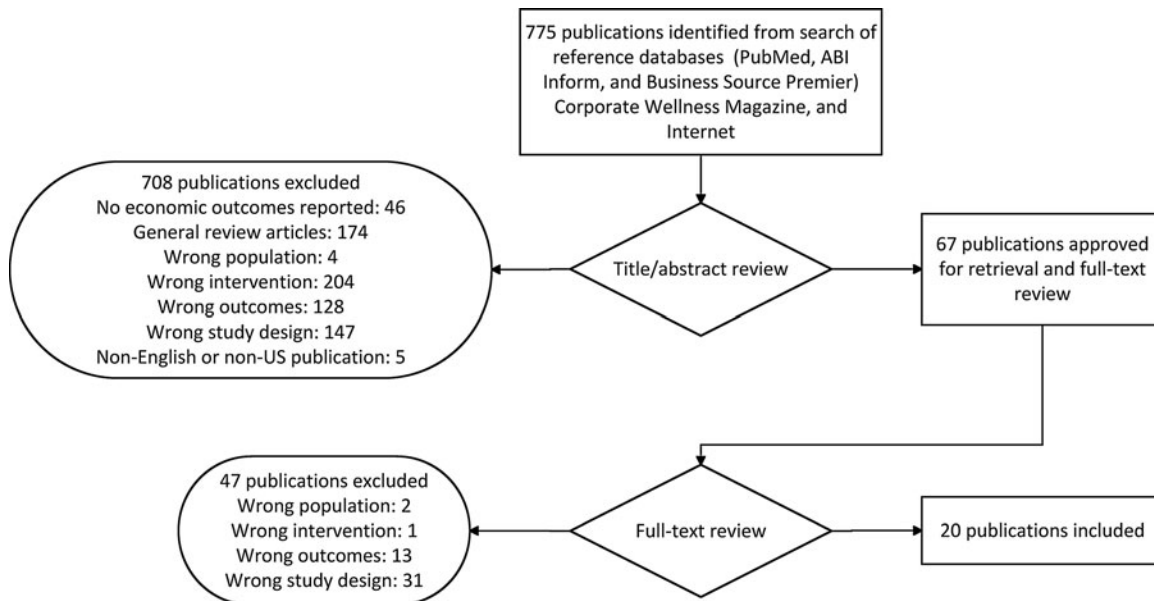 775 publications identified from search of
reference databases (PubMed, ABI
Inform, and Business Source Premier)
Corporate Wellness Magazine, and
Internet
708 publications excluded
No economic outcomes reported: 46
General review articles: 174
Wrong population: 4
Wrong intervention: 204
Wrong outcomes: 128
Wrong study design: 147
Non-English or non-US publication: 5
Title/abstract review
67 publications approved
for retrieval and full-text
review
47 publications excluded
Wrong population: 2
Wrong intervention: 1
Wrong outcomes: 13
Wrong study design: 31
Full-text review
20 publications included